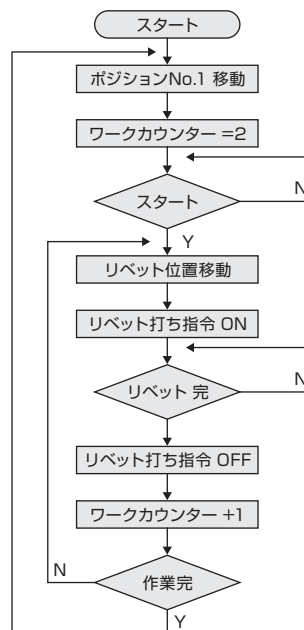 スタート
ポジションNo.1 移動
ワークカウンター =2
スタート
N
Y
リベット位置移動
リベット打ち指令 ON
リベット 完
N
リベット打ち指令 OFF
ワークカウンター +1
N
作業完
Y